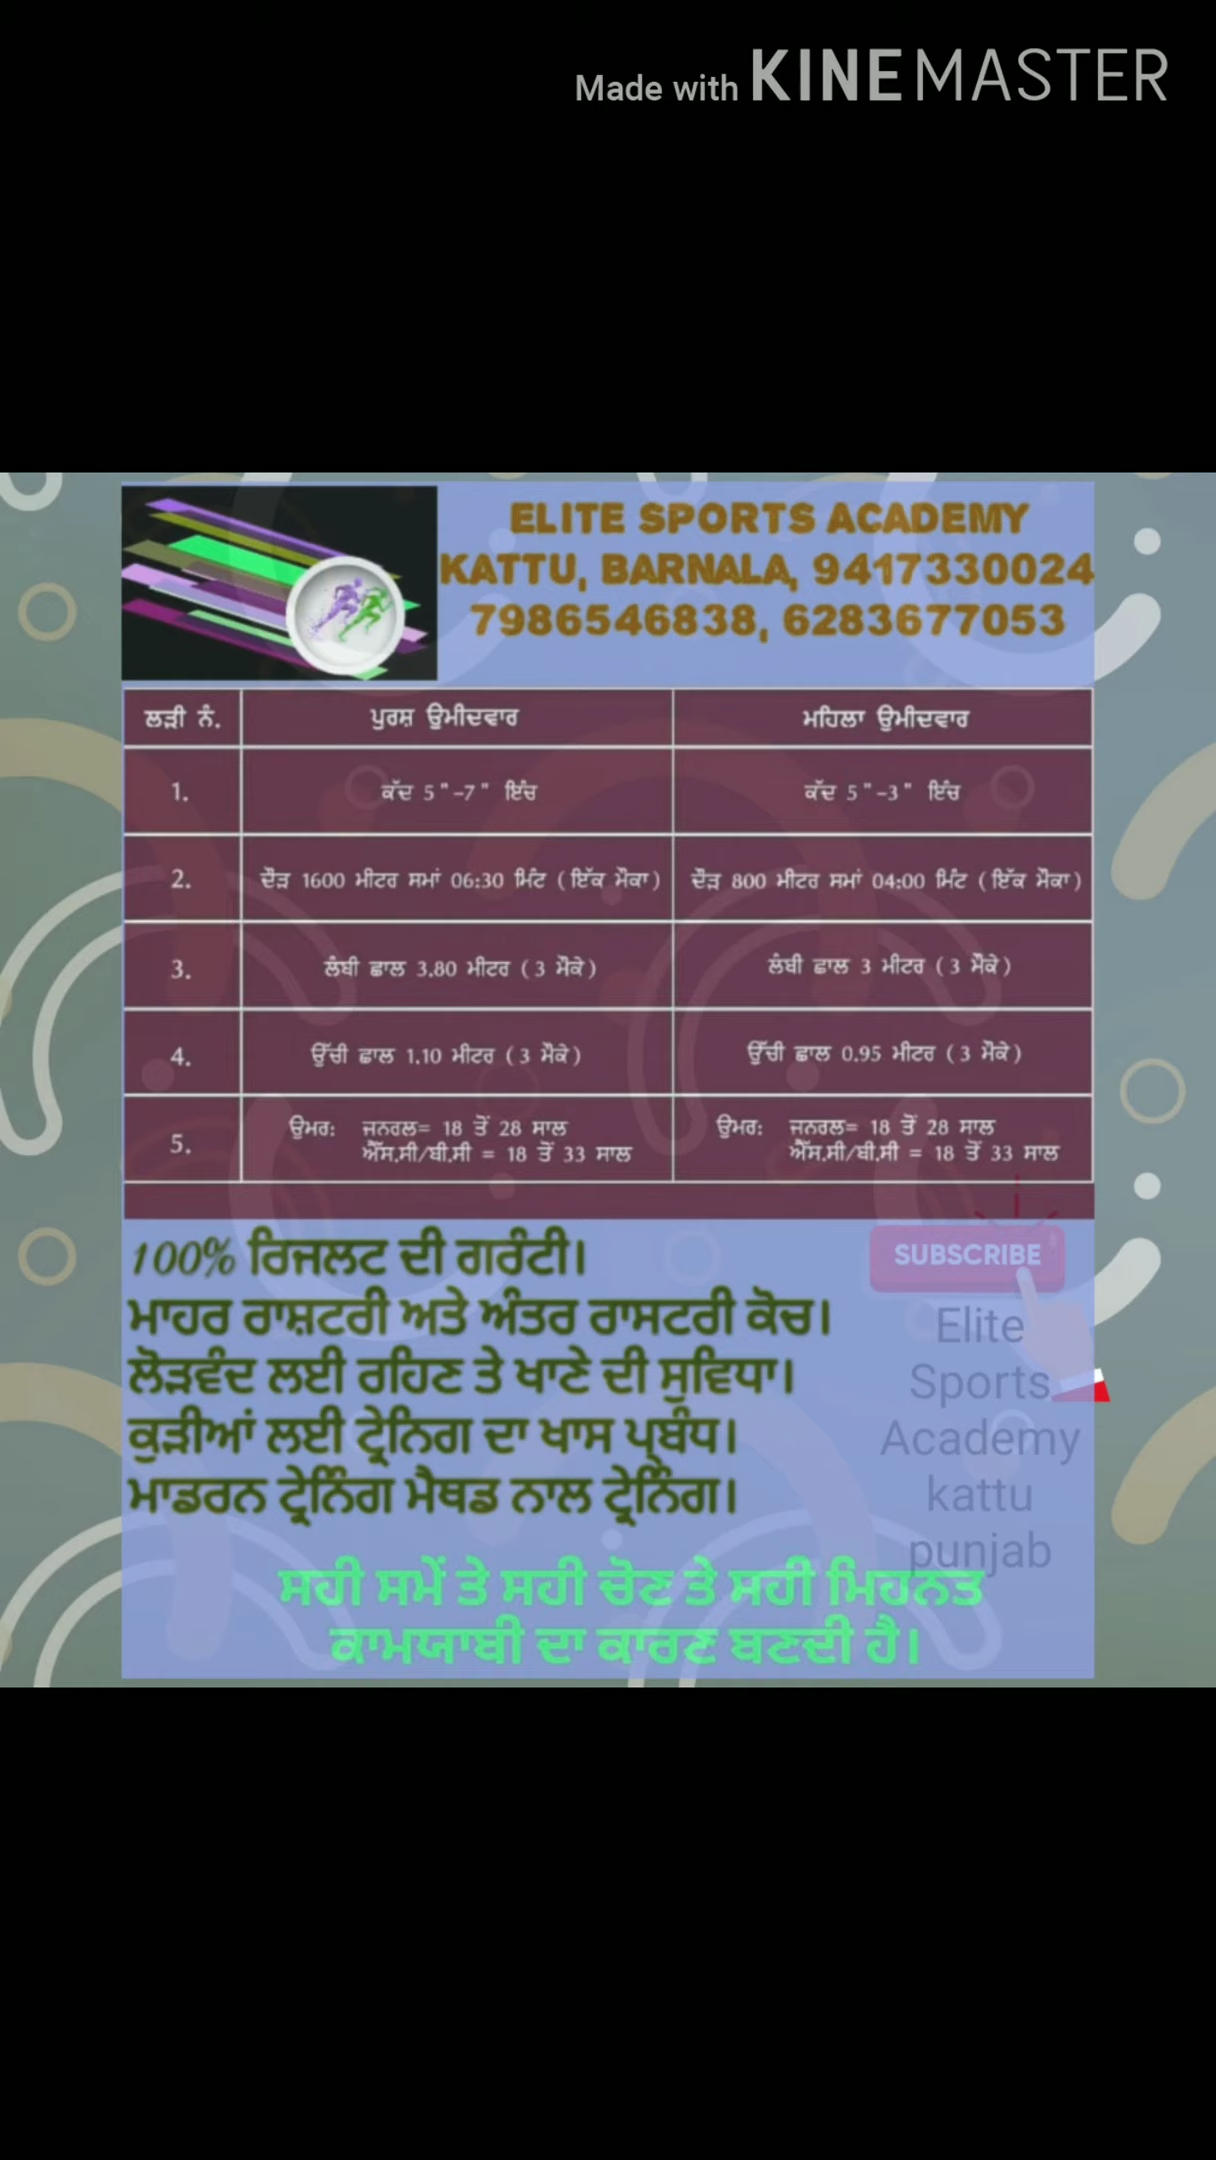 Made with KINEMASTER
ELITE SPORTS ACADEMY
KATTU, BARNALA, 9417330024
7986546838, 6283677053
ਲੜੀ ਨੰ. ਪੁਰਸ਼ ਉਮੀਦਵਾਰ ਮਹਿਲਾ ਉਮੀਦਵਾਰ
1. ਕੱਦ 5"-7" ਇੰਚ ਕੱਦ 5"-3" ਇੰਚ
2. ਦੌੜ 1600 ਮੀਟਰ ਸਮਾਂ 06:30 ਮਿੰਟ (ਇੱਕ ਮੌਕਾ) ਦੌੜ 800 ਮੀਟਰ ਸਮਾਂ 04:00 ਮਿੰਟ (ਇੱਕ ਮੌਕਾ)
3. ਲੰਬੀ ਛਾਲ 3.80 ਮੀਟਰ (3 ਮੌਕੇ) ਲੰਬੀ ਛਾਲ 3 ਮੀਟਰ (3 ਮੌਕੇ)
4. ਉੱਚੀ ਛਾਲ 1.10 ਮੀਟਰ (3 ਮੌਕੇ) ਉੱਚੀ ਛਾਲ 0.95 ਮੀਟਰ (3 ਮੌਕੇ)
5. ਉਮਰ: ਜਨਰਲ= 18 ਤੋਂ 28 ਸਾਲ ਉਮਰ: ਜਨਰਲ= 18 ਤੋਂ 28 ਸਾਲ
ਐੱਸ.ਸੀ/ਬੀ.ਸੀ = 18 ਤੋਂ 33 ਸਾਲ ਐੱਸ.ਸੀ/ਬੀ.ਸੀ = 18 ਤੋਂ 33 ਸਾਲ
100% ਰਿਜਲਟ ਦੀ ਗਰੰਟੀ।
ਮਾਹਰ ਰਾਸ਼ਟਰੀ ਅਤੇ ਅੰਤਰ ਰਾਸਟਰੀ ਕੋਚ।
ਲੋੜਵੰਦ ਲਈ ਰਹਿਣ ਤੇ ਖਾਣੇ ਦੀ ਸੁਵਿਧਾ।
ਕੁੜੀਆਂ ਲਈ ਟ੍ਰੇਨਿਗ ਦਾ ਖਾਸ ਪ੍ਰਬੰਧ।
ਮਾਡਰਨ ਟ੍ਰੇਨਿੰਗ ਮੈਥਡ ਨਾਲ ਟ੍ਰੇਨਿੰਗ।
SUBSCRIBE
Elite
Sports
Academy
kattu
punjab
ਸਹੀ ਸਮੇਂ ਤੇ ਸਹੀ ਚੋਣ ਤੇ ਸਹੀ ਮਿਹਨਤ
ਕਾਮਯਾਬੀ ਦਾ ਕਾਰਣ ਬਣਦੀ ਹੈ।